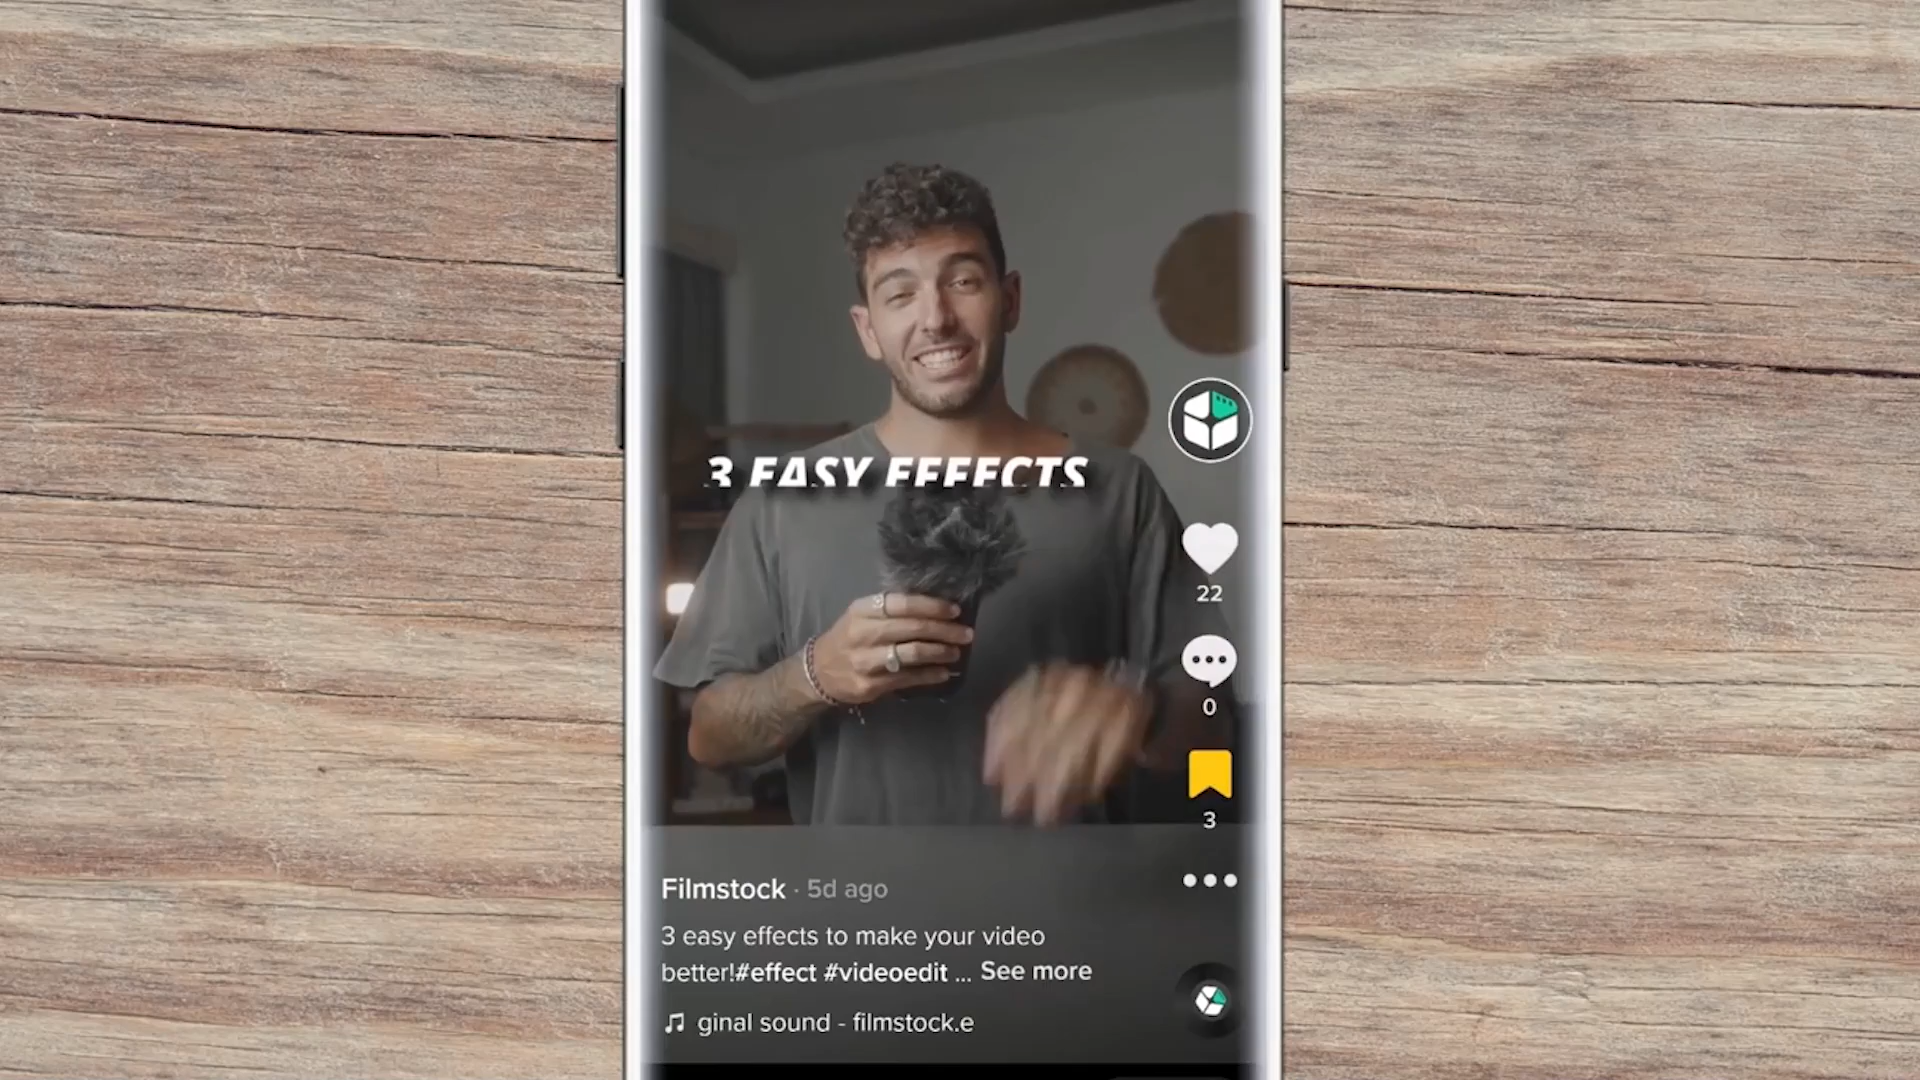 3 EASY EFFECTS
22
0
3
Filmstock · 5d ago
3 easy effects to make your video
better!#effect #videoedit ... See more
ginal sound - filmstock.e